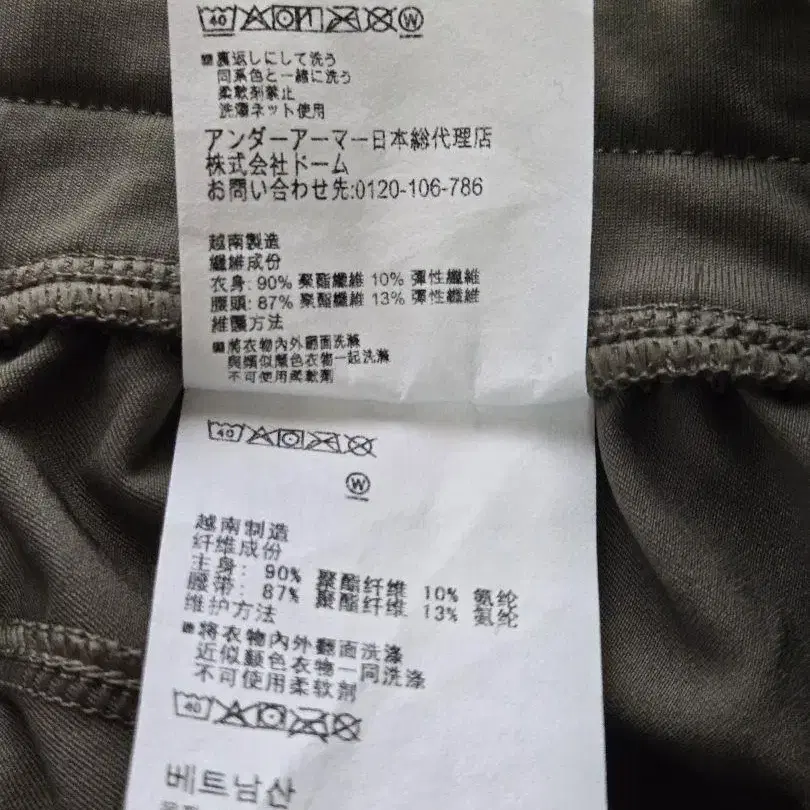 40 W
■裏返しにして洗う
同系色と一緒に洗う
柔軟剤禁止
洗濯ネット使用
アンダーアーマー日本総代理店
株式会社ドーム
お問い合わせ先:0120-106-786
越南製造
纖維成份
衣身: 90% 聚酯纖維 10% 彈性纖維
腰頭: 87% 聚酯纖維 13% 彈性纖維
維護方法
■將衣物內外翻面洗滌
與類似顏色衣物一起洗滌
不可使用柔軟劑
40
W
越南制造
纤维成份
主身: 90% 聚酯纤维 10% 氨纶
腰带: 87% 聚酯纤维 13% 氨纶
维护方法
■将衣物內外翻面洗涤
近似颜色衣物一同洗涤
不可使用柔软剂
40
베트남산